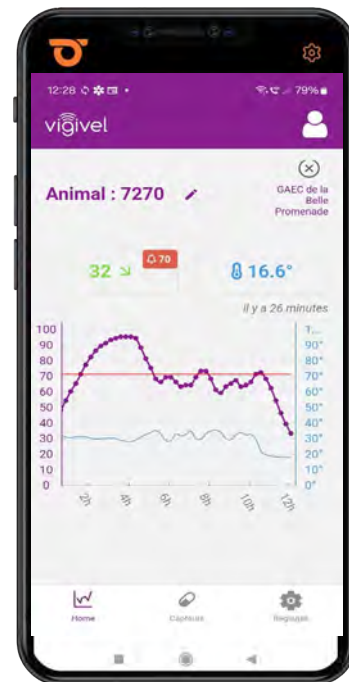 12:28
79%
vigivel
Animal : 7270
GAEC de la
Belle
Promenade
32
70
16.6°
il y a 26 minutes
100
90
80
70
60
50
40
30
20
10
0
1...
90°
80°
70°
60°
50°
40°
30°
20°
10°
0°
2h
4h
6h
8h
10h
12h
Home
Capteurs
Réglages